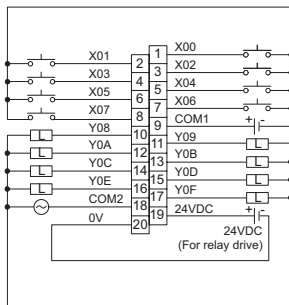 1 X00
X01 2
3 X02
X03 4
5 X04
X05 6
7 X06
X07 8
9 COM1 + -
Y08 10
L 11 Y09 L
Y0A 12
L 13 Y0B L
Y0C 14
L 15 Y0D L
Y0E 16
L 17 Y0F L
COM2 18
19 24VDC + -
0V 20
24VDC
(For relay drive)